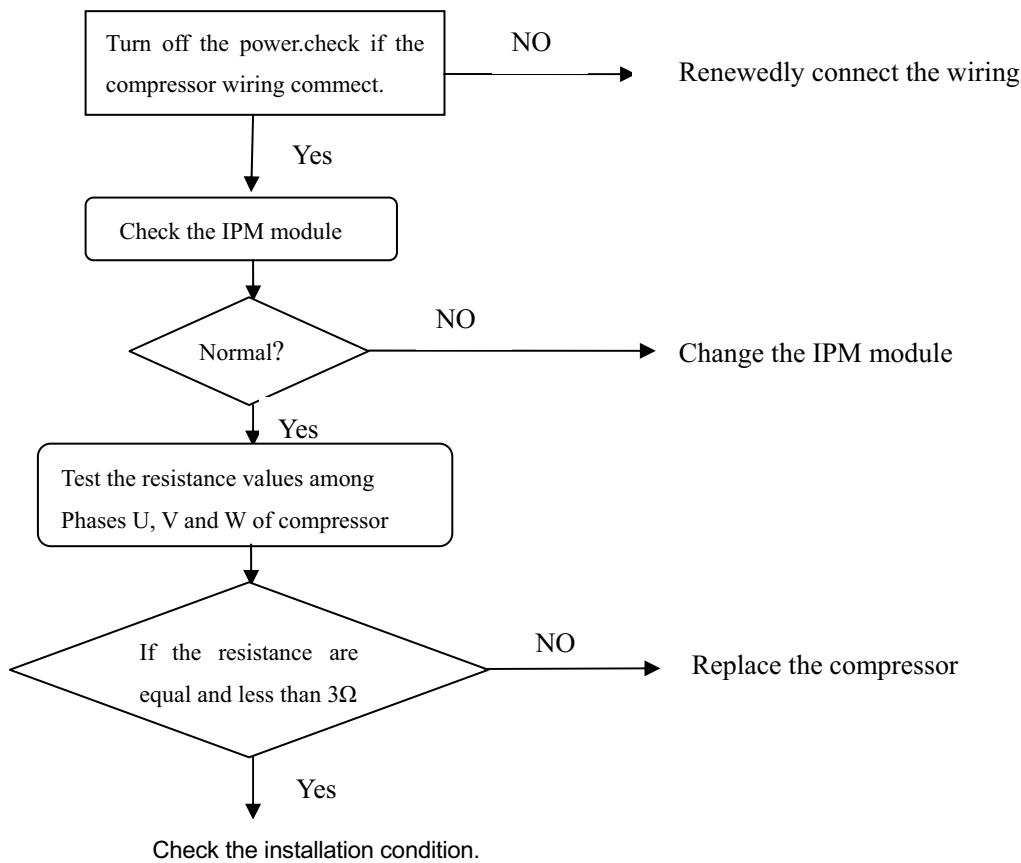 Turn off the power.check if the
compressor wiring commect.
NO
Renewedly connect the wiring
Yes
Check the IPM module
Normal?
NO
Change the IPM module
Yes
Test the resistance values among
Phases U, V and W of compressor
If the resistance are
equal and less than 3Ω
NO
Replace the compressor
Yes
Check the installation condition.